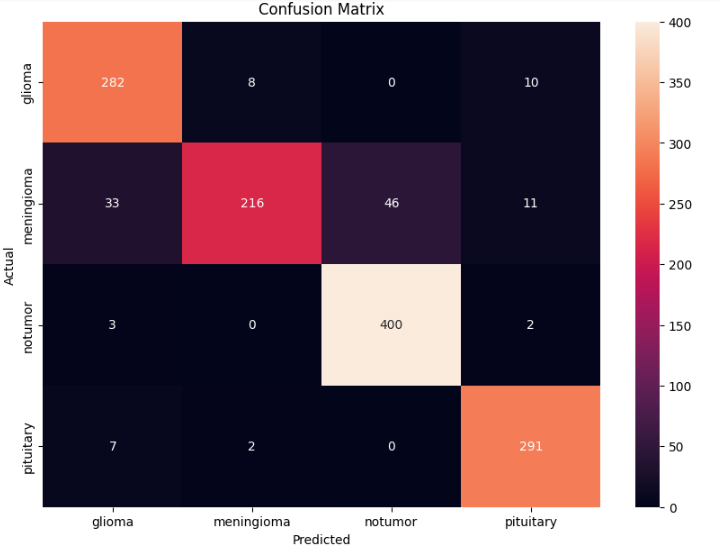 Confusion Matrix
Actual
glioma 282 8 0 10
meningioma 33 216 46 11
notumor 3 0 400 2
pituitary 7 2 0 291
glioma meningioma notumor pituitary
Predicted
400
350
300
250
200
150
100
50
0